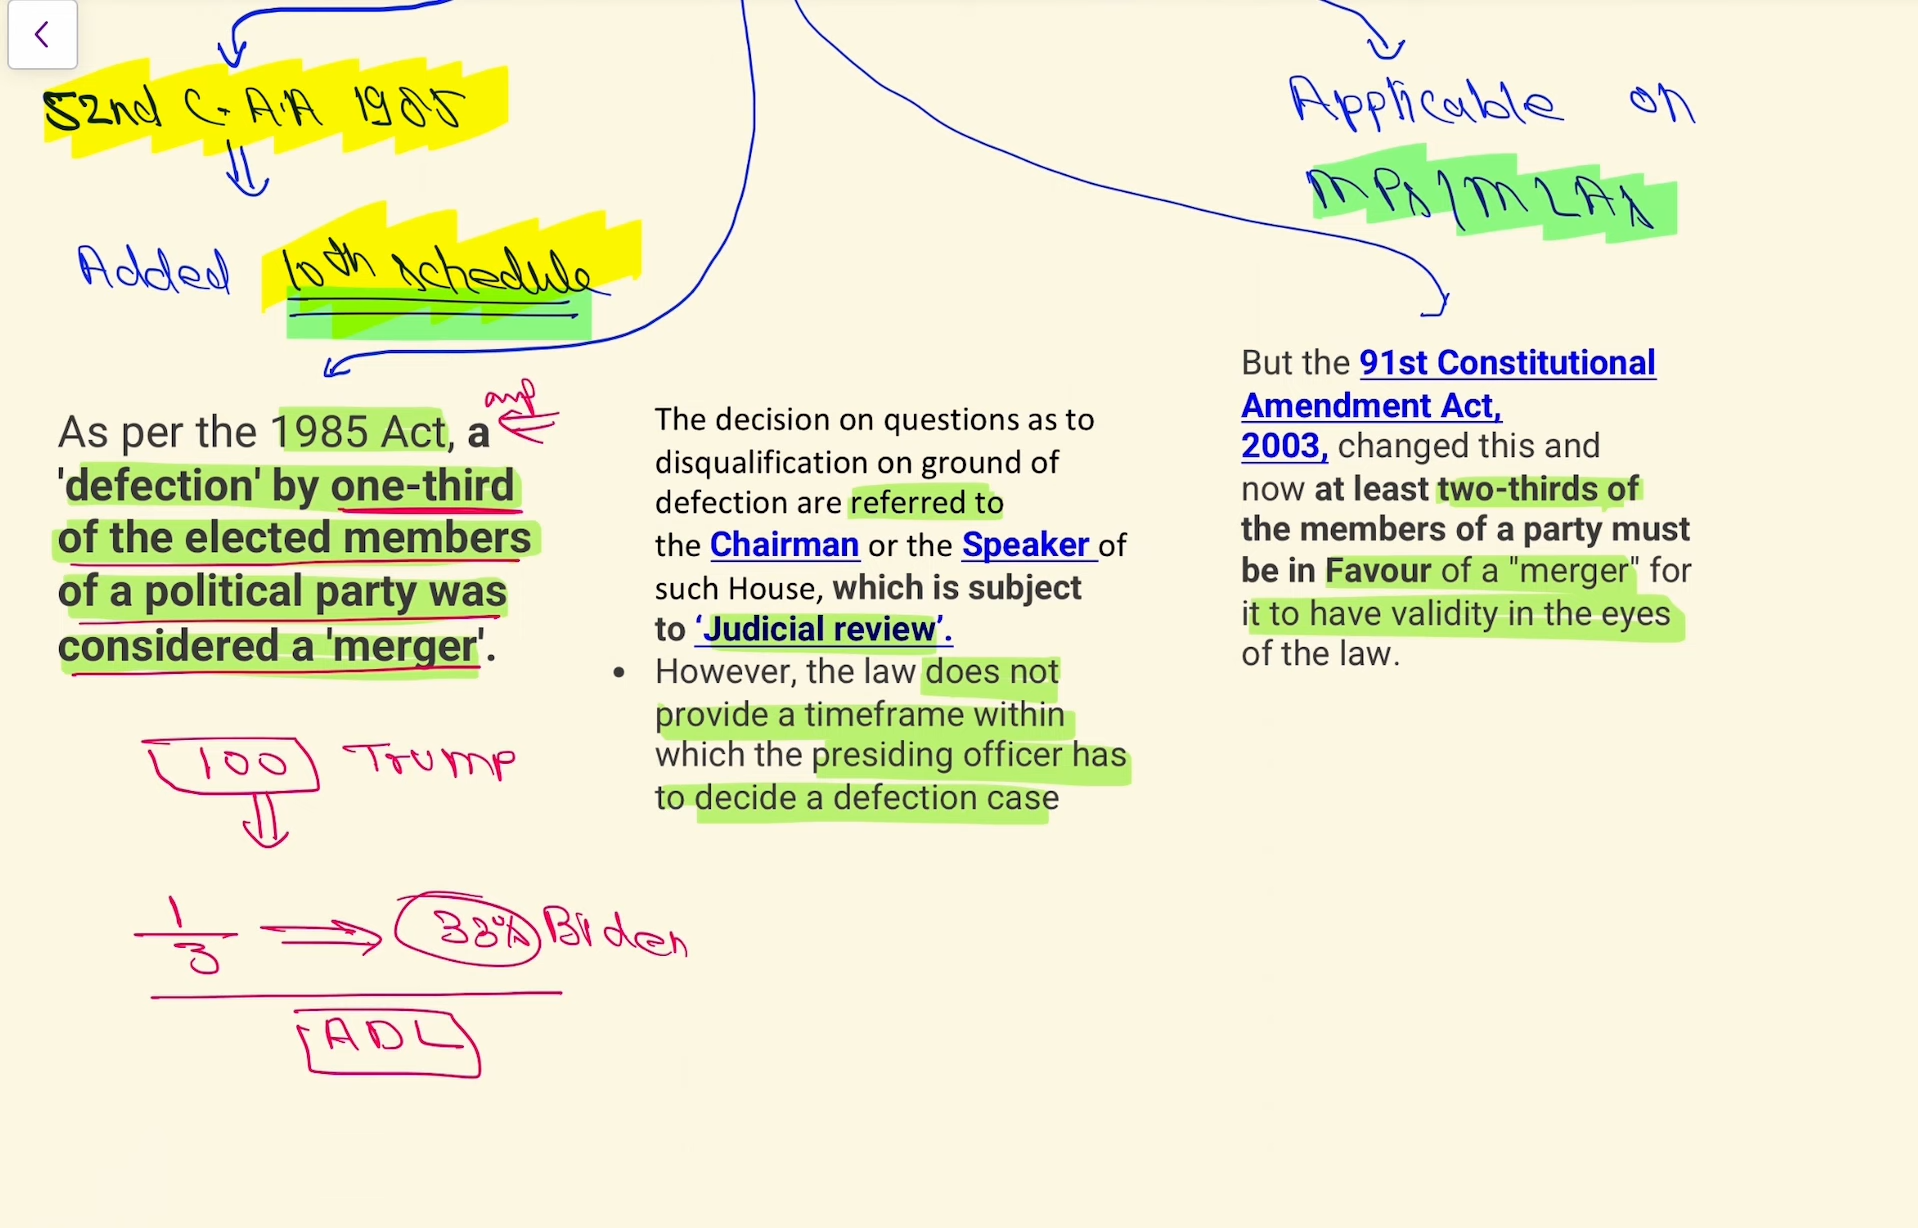 52nd C.A.A 1985
Added 10th schedule
Applicable on
MPs/MLAs
imp
As per the 1985 Act, a
'defection' by one-third
of the elected members
of a political party was
considered a 'merger'.
100 Trump
1/3 33% Biden
ADL
The decision on questions as to
disqualification on ground of
defection are referred to
the Chairman or the Speaker of
such House, which is subject
to ‘Judicial review’.
• However, the law does not
provide a timeframe within
which the presiding officer has
to decide a defection case
But the 91st Constitutional
Amendment Act,
2003, changed this and
now at least two-thirds of
the members of a party must
be in Favour of a "merger" for
it to have validity in the eyes
of the law.